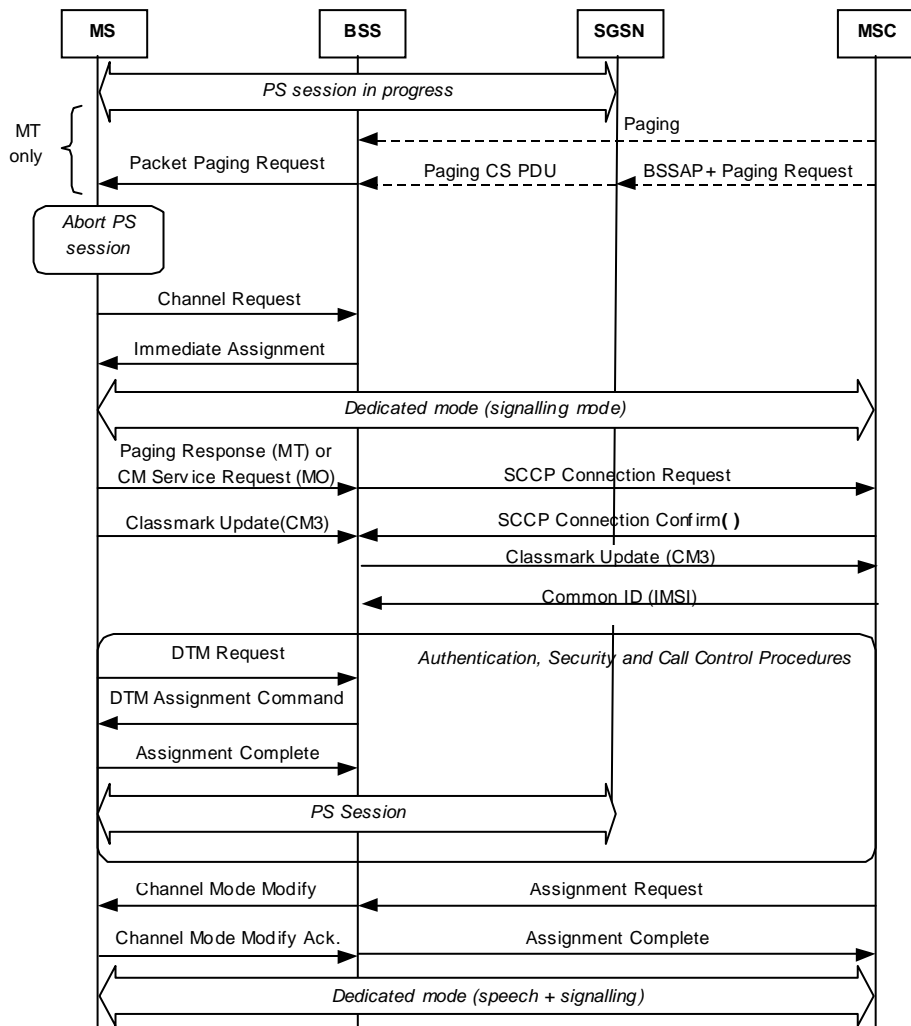 MS BSS SGSN MSC
PS session in progress
MT
only
Paging
Packet Paging Request Paging CS PDU BSSAP+ Paging Request
Abort PS
session
Channel Request
Immediate Assignment
Dedicated mode (signalling mode)
Paging Response (MT) or
CM Service Request (MO) SCCP Connection Request
Classmark Update(CM3) SCCP Connection Confirm( )
Classmark Update (CM3)
Common ID (IMSI)
DTM Request Authentication, Security and Call Control Procedures
DTM Assignment Command
Assignment Complete
PS Session
Channel Mode Modify Assignment Request
Channel Mode Modify Ack. Assignment Complete
Dedicated mode (speech + signalling)